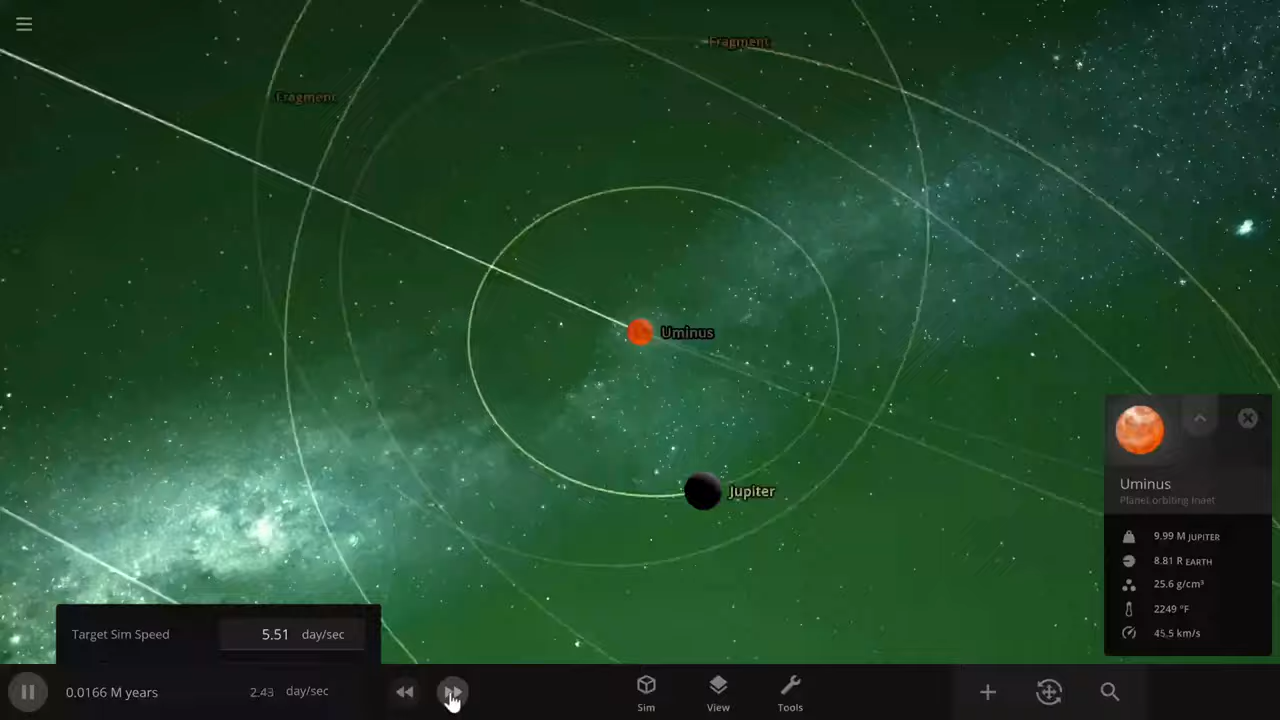 Fragment
Fragment
Uminus
Jupiter
Uminus
Planet orbiting Inset
9.99 M JUPITER
8.81 R EARTH
25.6 g/cm³
2249 °F
45.5 km/s
Target Sim Speed 5.51 day/sec
0.0166 M years 2.43 day/sec
Sim View Tools